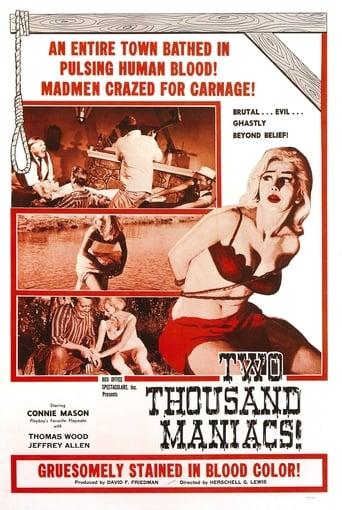 AN ENTIRE TOWN BATHED IN
PULSING HUMAN BLOOD!
MADMEN CRAZED FOR CARNAGE!
BRUTAL... EVIL...
GHASTLY
BEYOND BELIEF!
BOX OFFICE
SPECTACULARS, Inc.
Presents
TWO
THOUSAND
MANIACS!
Starring
CONNIE MASON
Playboy's Favorite Playmate
with
THOMAS WOOD
JEFFREY ALLEN
GRUESOMELY STAINED IN BLOOD COLOR!
Produced by DAVID F. FRIEDMAN Directed by HERSCHELL G. LEWIS